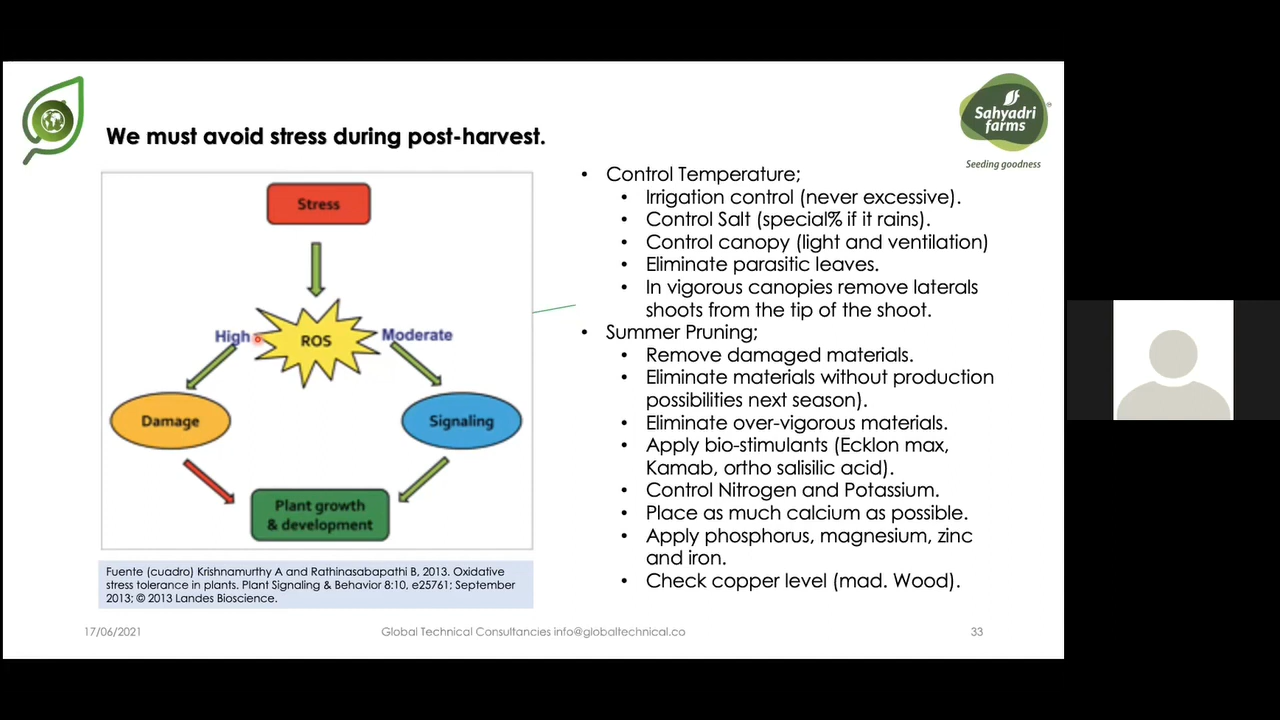 Sahyadri
farms
Seeding goodness
We must avoid stress during post-harvest.
Stress
High
ROS
Moderate
Damage
Signaling
Plant growth
& development
Fuente (cuadro) Krishnamurthy A and Rathinasabapathi B, 2013. Oxidative
stress tolerance in plants. Plant Signaling & Behavior 8:10, e25761; September
2013; © 2013 Landes Bioscience.
• Control Temperature;
• Irrigation control (never excessive).
• Control Salt (special% if it rains).
• Control canopy (light and ventilation)
• Eliminate parasitic leaves.
• In vigorous canopies remove laterals
shoots from the tip of the shoot.
• Summer Pruning;
• Remove damaged materials.
• Eliminate materials without production
possibilities next season).
• Eliminate over-vigorous materials.
• Apply bio-stimulants (Ecklon max,
Kamab, ortho salisilic acid).
• Control Nitrogen and Potassium.
• Place as much calcium as possible.
• Apply phosphorus, magnesium, zinc
and iron.
• Check copper level (mad. Wood).
17/06/2021
Global Technical Consultancies info@globaltechnical.co
33